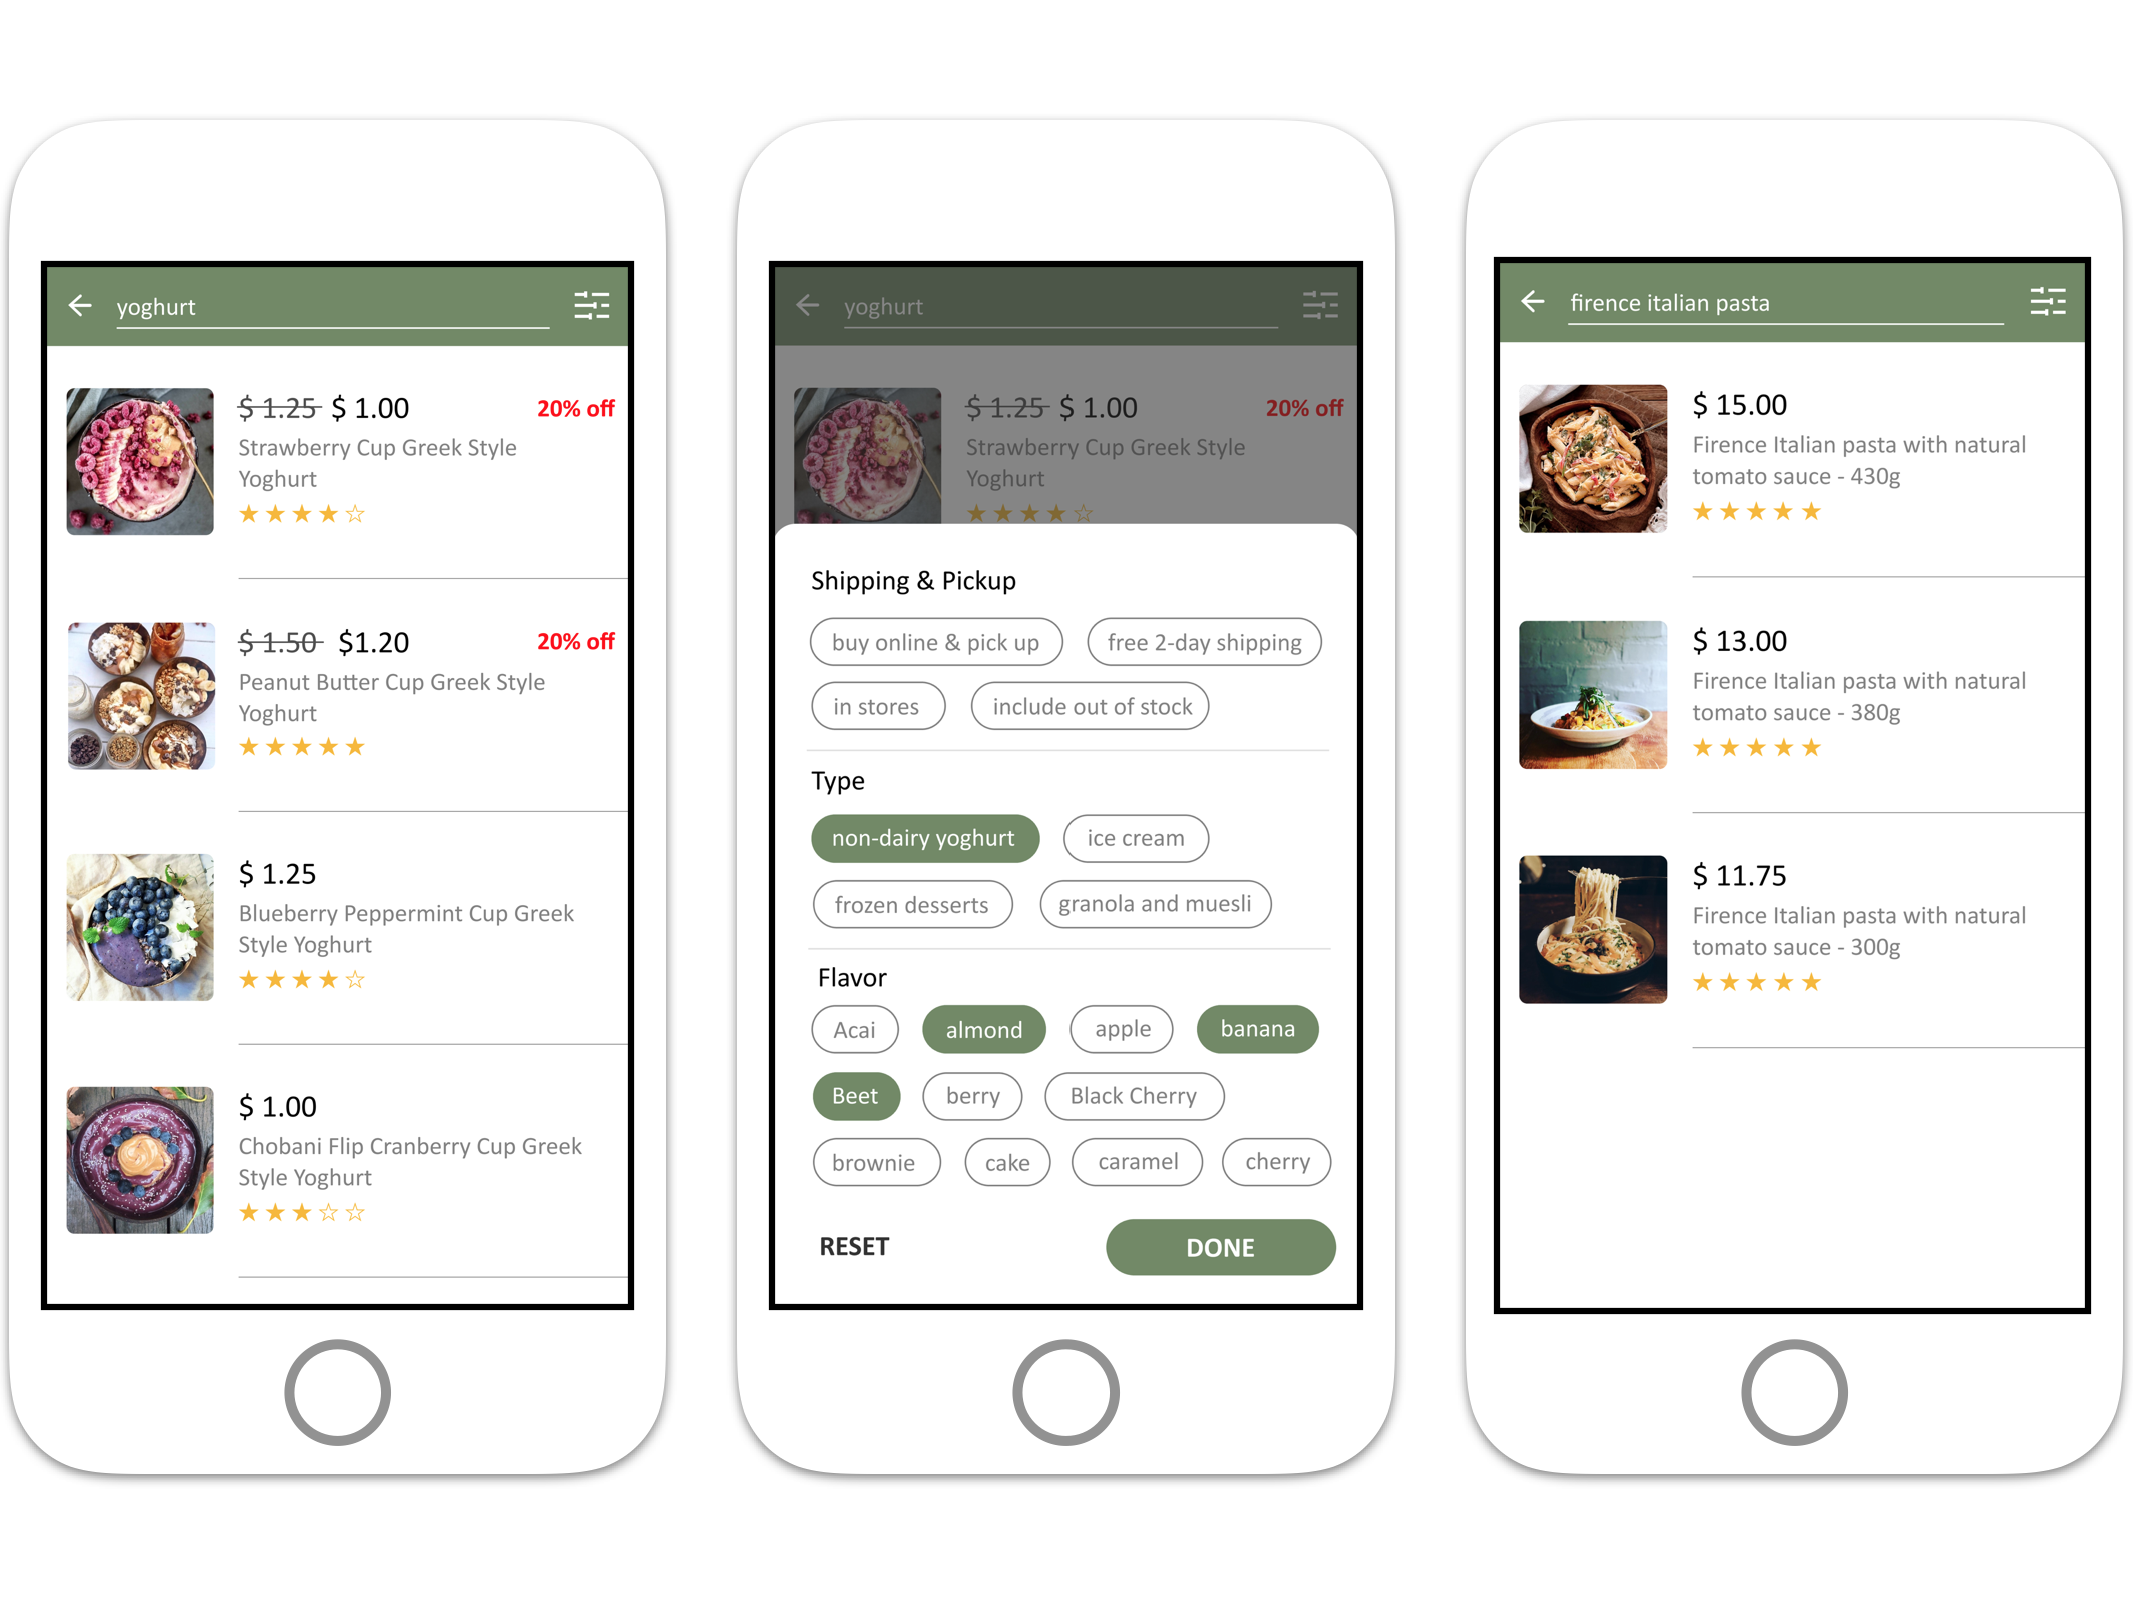 yoghurt
$ 1.25 $ 1.00 20% off
Strawberry Cup Greek Style
Yoghurt
$ 1.50 $1.20 20% off
Peanut Butter Cup Greek Style
Yoghurt
$ 1.25
Blueberry Peppermint Cup Greek
Style Yoghurt
$ 1.00
Chobani Flip Cranberry Cup Greek
Style Yoghurt
yoghurt
$ 1.25 $ 1.00 20% off
Strawberry Cup Greek Style
Yoghurt
Shipping & Pickup
buy online & pick up free 2-day shipping
in stores include out of stock
Type
non-dairy yoghurt ice cream
frozen desserts granola and muesli
Flavor
Acai almond apple banana
Beet berry Black Cherry
brownie cake caramel cherry
RESET DONE
firence italian pasta
$ 15.00
Firence Italian pasta with natural
tomato sauce - 430g
$ 13.00
Firence Italian pasta with natural
tomato sauce - 380g
$ 11.75
Firence Italian pasta with natural
tomato sauce - 300g